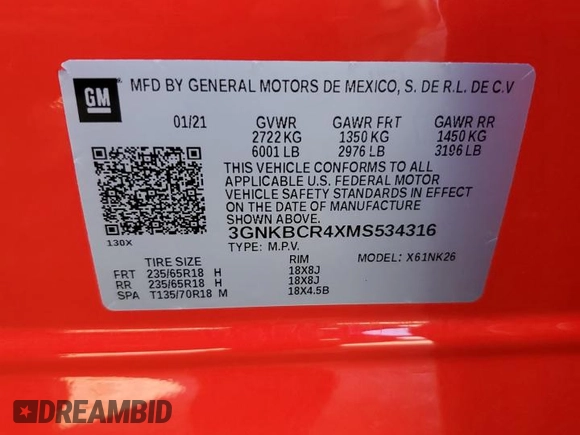 GM
MFD BY GENERAL MOTORS DE MEXICO, S. DE R.L. DE C.V
01/21 GVWR GAWR FRT GAWR RR
2722 KG 1350 KG 1450 KG
6001 LB 2976 LB 3196 LB
THIS VEHICLE CONFORMS TO ALL
APPLICABLE U.S. FEDERAL MOTOR
VEHICLE SAFETY STANDARDS IN EFFECT
ON THE DATE OF MANUFACTURE
SHOWN ABOVE.
130X
3GNKBCR4XMS534316
TYPE: M.P.V. MODEL: X61NK26
TIRE SIZE RIM
FRT 235/65R18 H 18X8J
RR 235/65R18 H 18X8J
SPA T135/70R18 M 18X4.5B
DREAMBID